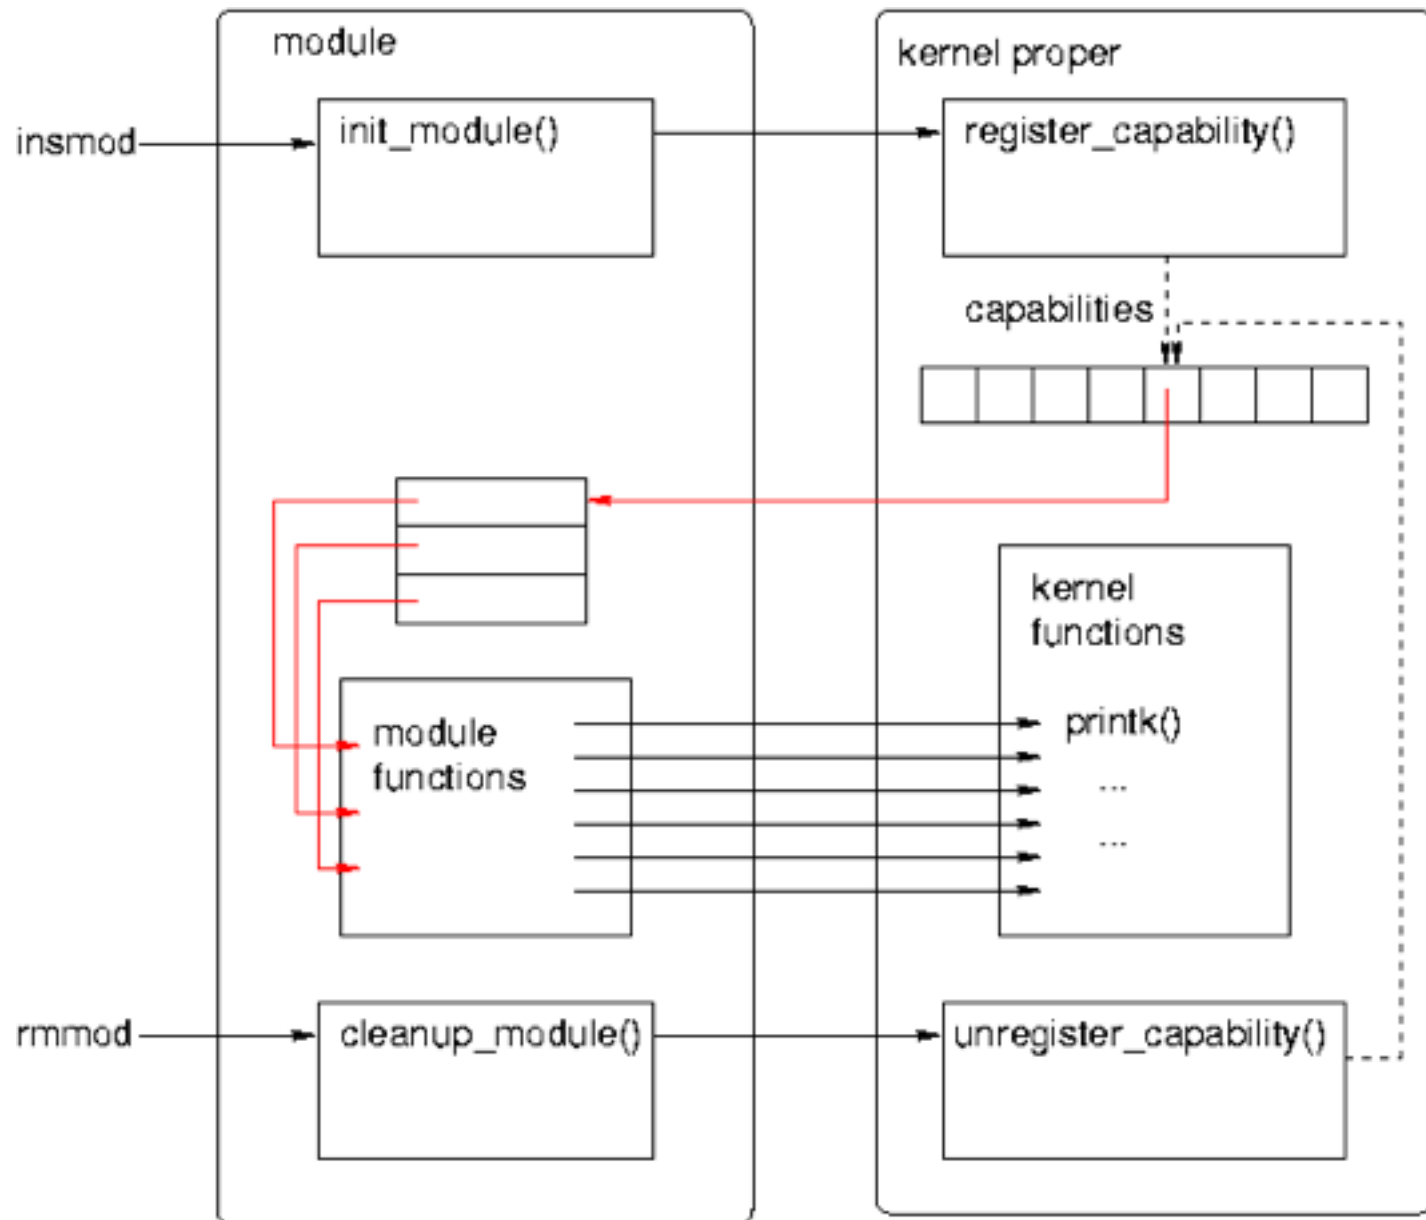 module
kernel proper
insmod
init_module()
register_capability()
capabilities
kernel
functions
module
functions
printk()
...
...
rmmod
cleanup_module()
unregister_capability()